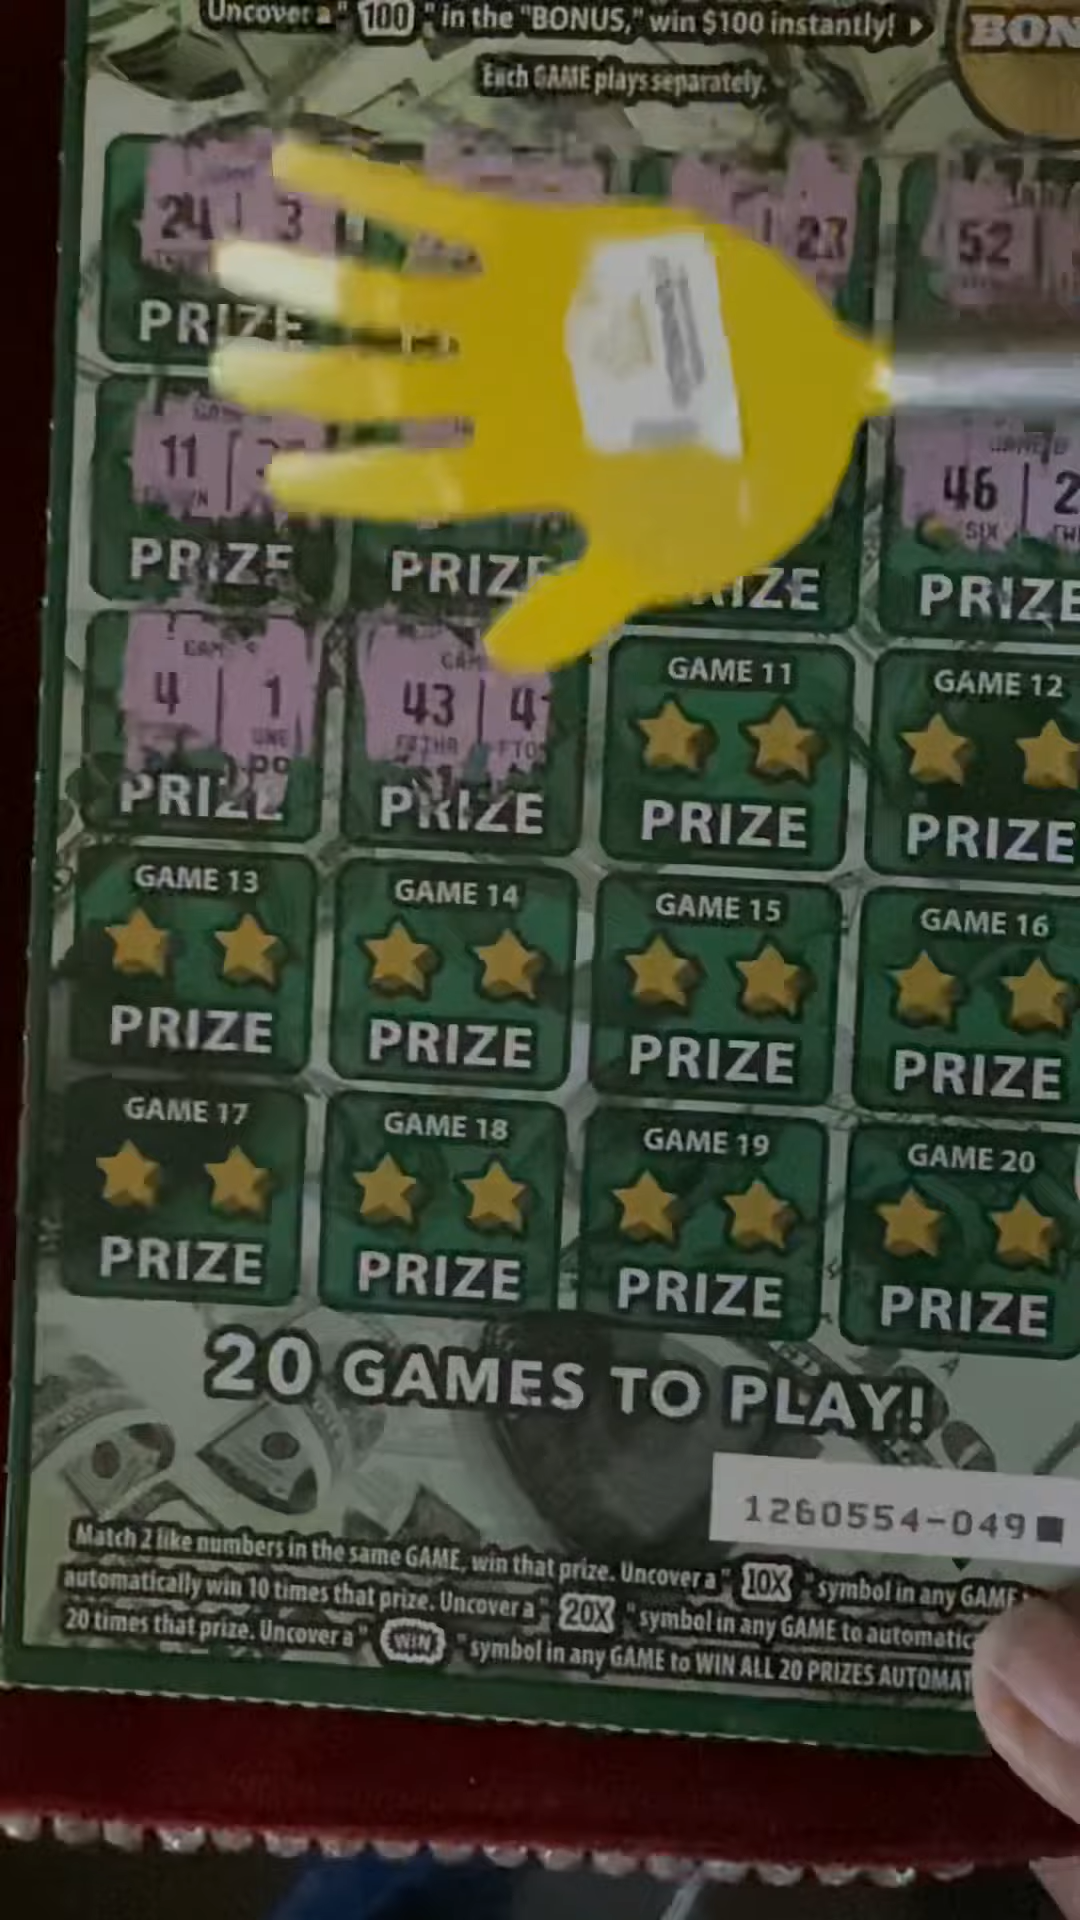 Uncover a " 100 " in the "BONUS," win $100 instantly!
BON
Each GAME plays separately.
24 3 27 52
PRIZE
11 46 2
SIX
PRIZE PRIZE PRIZE PRIZE
4 1 43 4 GAME 11 GAME 12
ONE
PRIZE PRIZE PRIZE PRIZE
GAME 13 GAME 14 GAME 15 GAME 16
PRIZE PRIZE PRIZE PRIZE
GAME 17 GAME 18 GAME 19 GAME 20
PRIZE PRIZE PRIZE PRIZE
20 GAMES TO PLAY!
1260554-049
Match 2 like numbers in the same GAME, win that prize. Uncover a " 10X " symbol in any GAME
automatically win 10 times that prize. Uncover a " 20X " symbol in any GAME to automatic
20 times that prize. Uncover a " WIN " symbol in any GAME to WIN ALL 20 PRIZES AUTOMAT